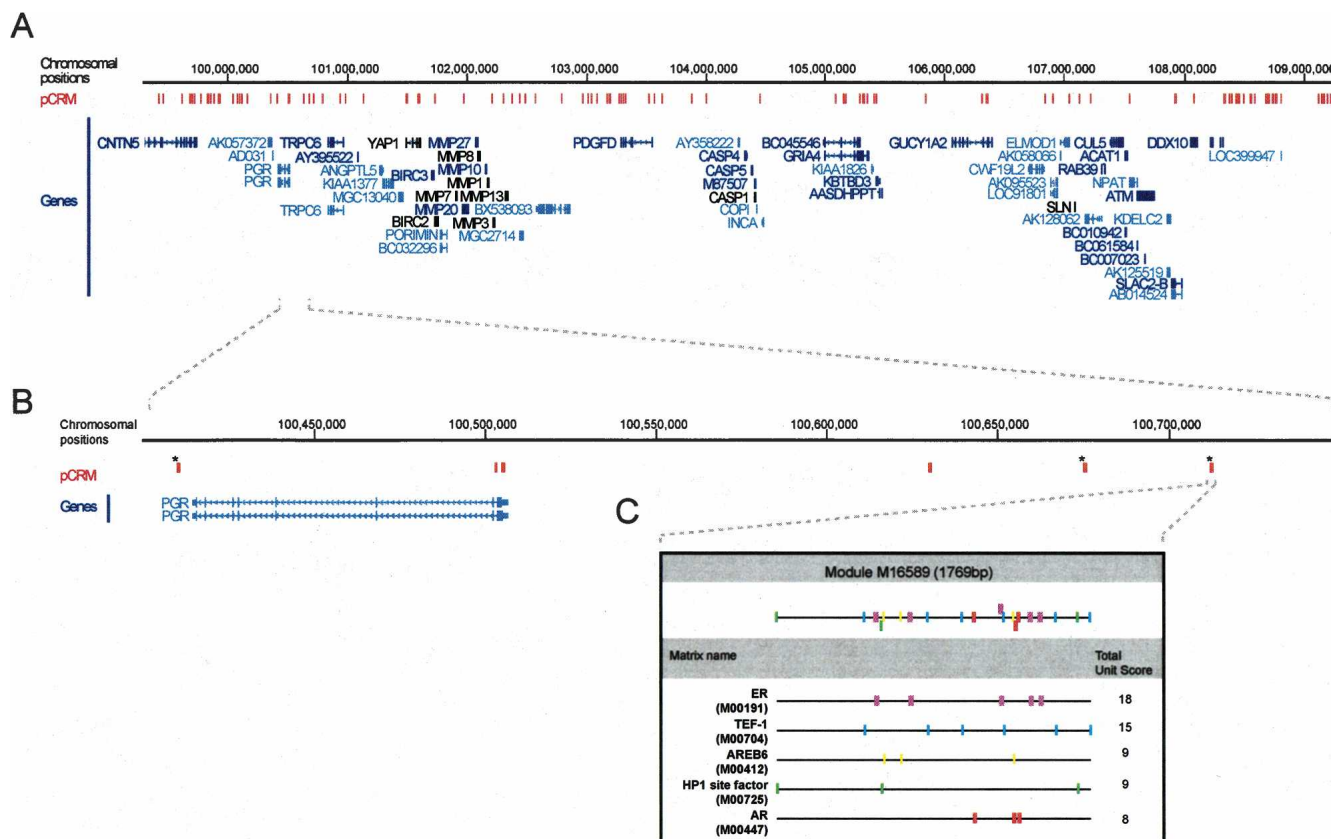 A
Chromosomal positions
100,000,000 101,000,000 102,000,000 103,000,000 104,000,000 105,000,000 106,000,000 107,000,000 108,000,000 109,000,0
pCRM
Genes
CNTN5 AK057372 TRPC6 YAP1 MMP27 PDGFD AY358222 BC045546 GUCY1A2 ELMOD1 CUL5 DDX10
AD031 AY395522 MMP8 CASP4 GRIA4 AK058066 ACAT1 LOC399947
PGR ANGPTL5 BIRC3 MMP10 CASP5 KIAA1826 CWF19L2 RAB39
PGR KIAA1377 MMP1 M87507 KBTBD3 AK095523 NPAT
MGC13040 MMP7 MMP13 CASP1 AASDHPPT1 LOC91801 ATM
TRPC6 MMP20 BX538093 COPI SLN
BIRC2 MMP3 INCA AK128062 KDELC2
PORIMIN MGC2714 BC010942
BC032296 BC061584
BC007023
AK125519
SLAC2-B
AB014524
B
Chromosomal positions
100,450,000 100,500,000 100,550,000 100,600,000 100,650,000 100,700,000
* * *
pCRM
Genes
PGR
PGR
C
Module M16589 (1769bp)
Matrix name Total Unit Score
ER (M00191) 18
TEF-1 (M00704) 15
AREB6 (M00412) 9
HP1 site factor (M00725) 9
AR (M00447) 8